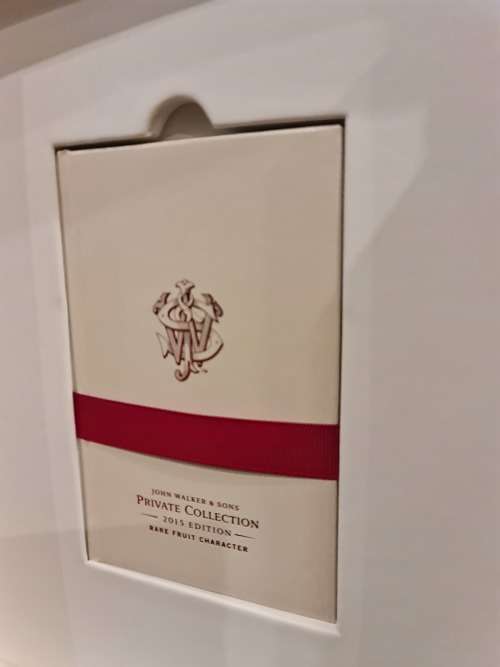 JOHN WALKER & SONS
PRIVATE COLLECTION
2015 EDITION
RARE FRUIT CHARACTER